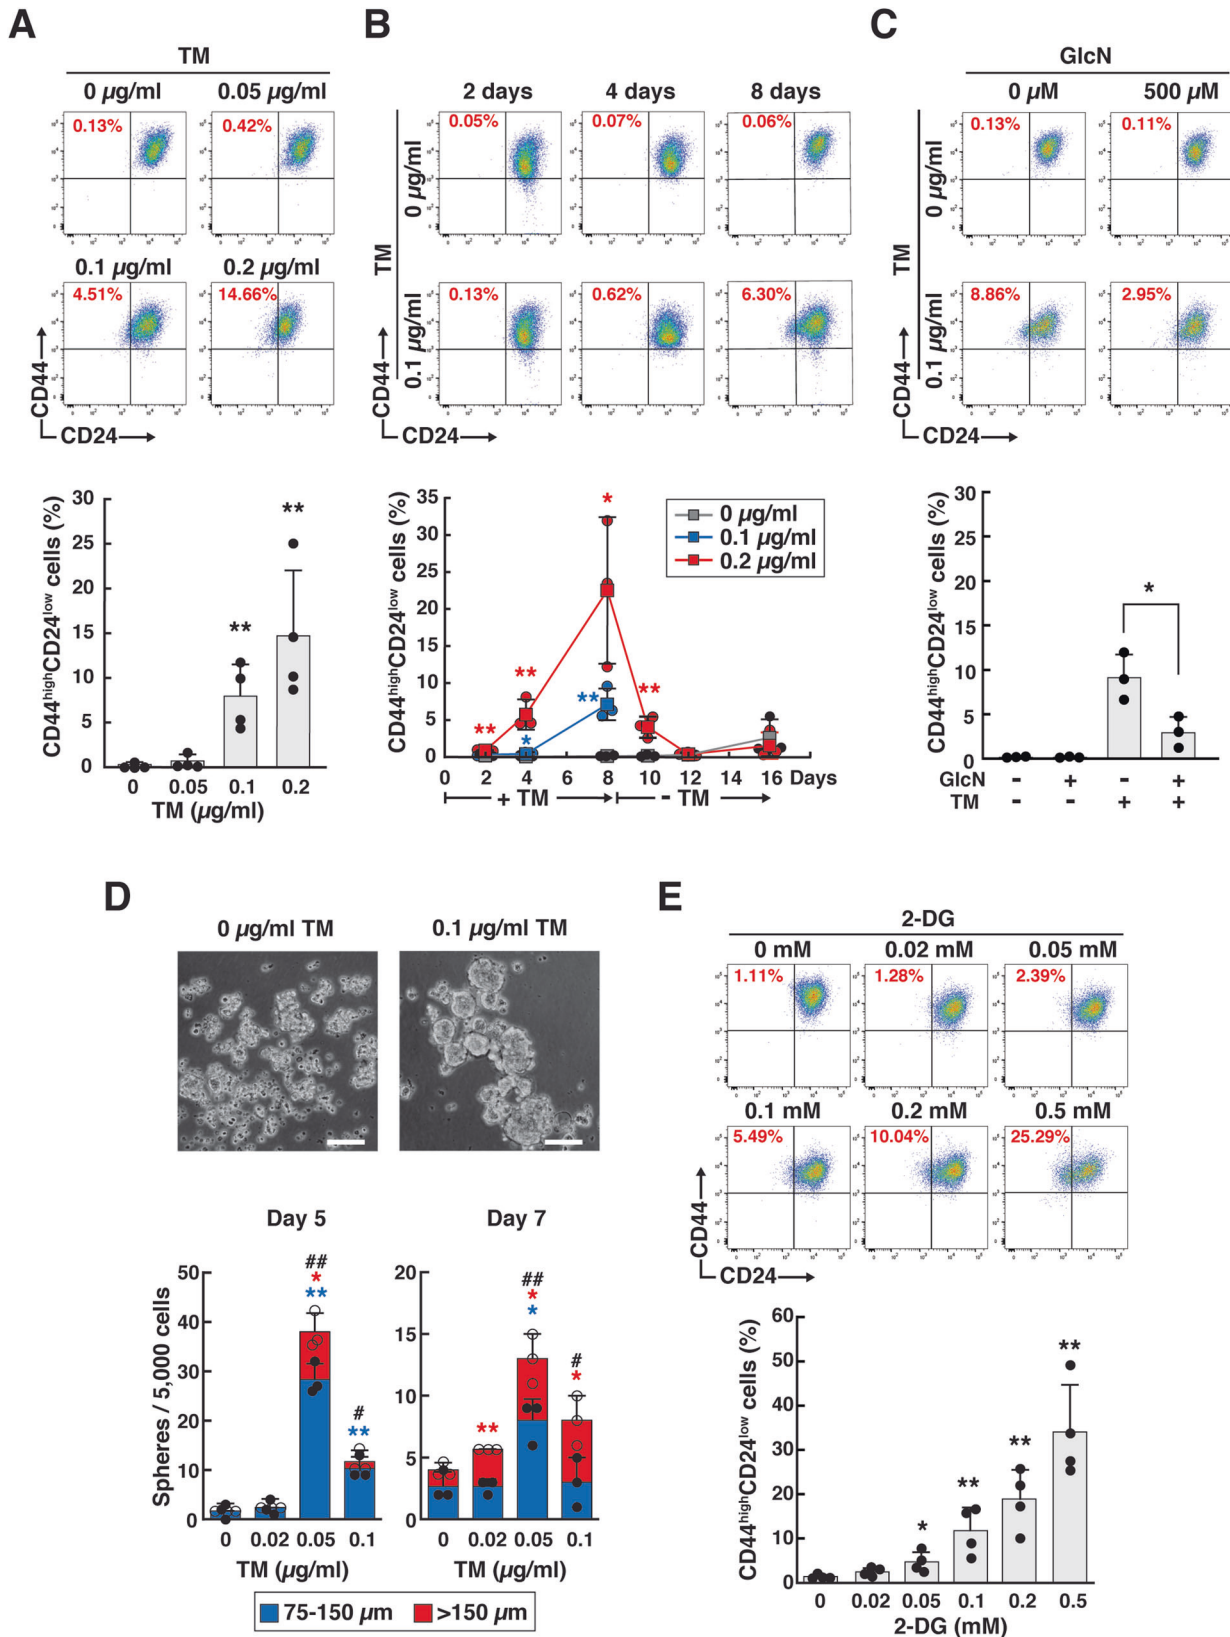 A
TM
0 µg/ml 0.05 µg/ml
0.13% 0.42%
0.1 µg/ml 0.2 µg/ml
4.51% 14.66%
CD44
CD24
CD44highCD24low cells (%)
30
25
20
15
10
5
0
** **
0 0.05 0.1 0.2
TM (µg/ml)
B
2 days 4 days 8 days
TM
0 µg/ml
0.05% 0.07% 0.06%
0.1 µg/ml
0.13% 0.62% 6.30%
CD44
CD24
CD44highCD24low cells (%)
35
30
25
20
15
10
5
0
0 µg/ml
0.1 µg/ml
0.2 µg/ml
** ** * ** * **
0 2 4 6 8 10 12 14 16 Days
+ TM - TM
C
GlcN
0 µM 500 µM
TM
0 µg/ml
0.13% 0.11%
0.1 µg/ml
8.86% 2.95%
CD44
CD24
CD44highCD24low cells (%)
30
25
20
15
10
5
0
*
GlcN - + - +
TM - - + +
D
0 µg/ml TM 0.1 µg/ml TM
Day 5 Day 7
Spheres / 5,000 cells
50
40
30
20
10
0
##
*
**
#
**
0 0.02 0.05 0.1
TM (µg/ml)
20
15
10
5
0
**
##
*
*
#
*
0 0.02 0.05 0.1
TM (µg/ml)
75-150 µm >150 µm
E
2-DG
0 mM 0.02 mM 0.05 mM
1.11% 1.28% 2.39%
0.1 mM 0.2 mM 0.5 mM
5.49% 10.04% 25.29%
CD44
CD24
CD44highCD24low cells (%)
60
50
40
30
20
10
0
* ** ** **
0 0.02 0.05 0.1 0.2 0.5
2-DG (mM)